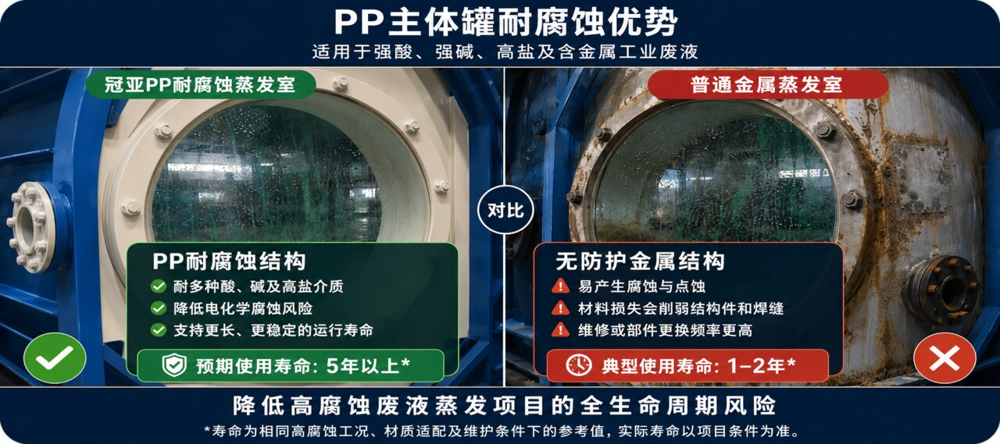 PP主体罐耐腐蚀优势
适用于强酸、强碱、高盐及含金属工业废液
冠亚PP耐腐蚀蒸发室
普通金属蒸发室
对比
PP耐腐蚀结构
耐多种酸、碱及高盐介质
降低电化学腐蚀风险
支持更长、更稳定的运行寿命
预期使用寿命: 5年以上*
无防护金属结构
易产生腐蚀与点蚀
材料损失会削弱结构件和焊缝
维修或部件更换频率更高
典型使用寿命: 1–2年*
降低高腐蚀废液蒸发项目的全生命周期风险
*寿命为相同高腐蚀工况、材质适配及维护条件下的参考值, 实际寿命以项目条件为准。